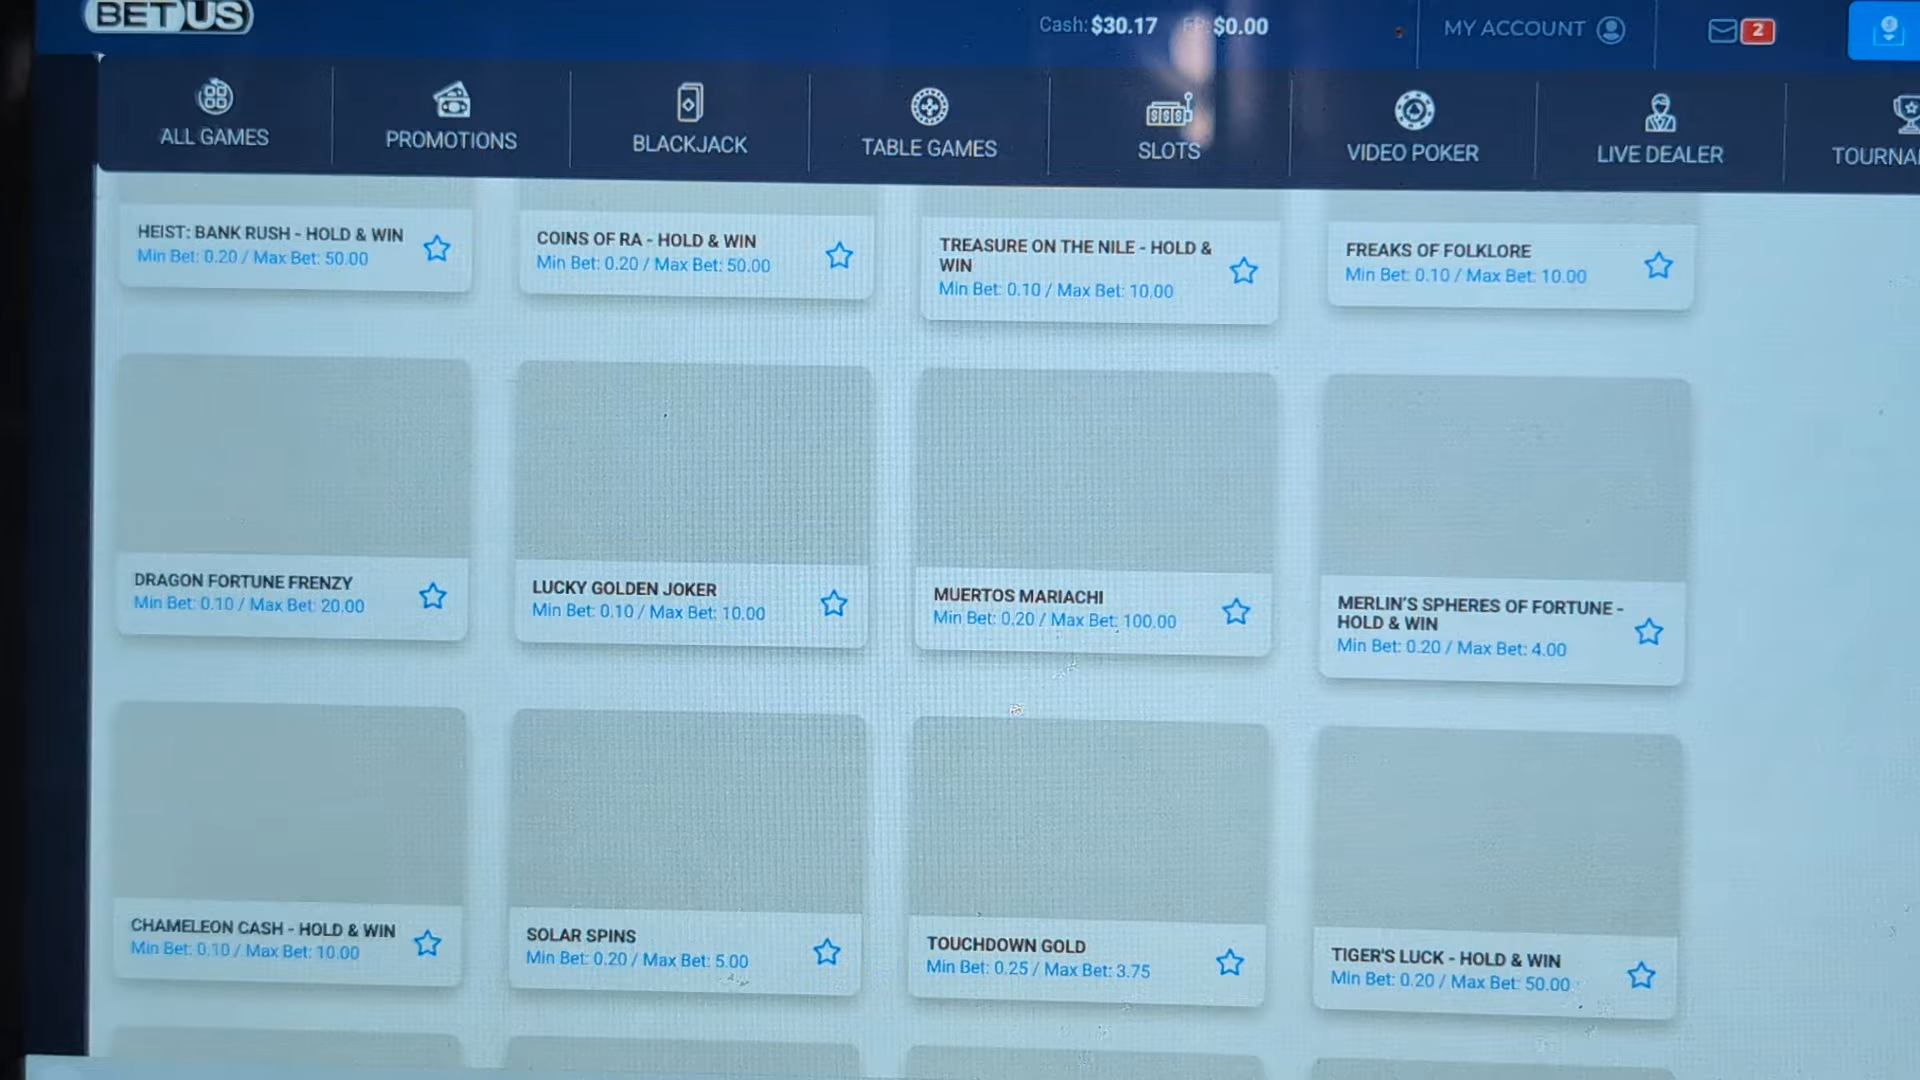 BETUS
Cash: $30.17 FP: $0.00
MY ACCOUNT
2
ALL GAMES
PROMOTIONS
BLACKJACK
TABLE GAMES
SLOTS
VIDEO POKER
LIVE DEALER
TOURNA
HEIST: BANK RUSH - HOLD & WIN
Min Bet: 0.20 / Max Bet: 50.00
COINS OF RA - HOLD & WIN
Min Bet: 0.20 / Max Bet: 50.00
TREASURE ON THE NILE - HOLD &
WIN
Min Bet: 0.10 / Max Bet: 10.00
FREAKS OF FOLKLORE
Min Bet: 0.10 / Max Bet: 10.00
DRAGON FORTUNE FRENZY
Min Bet: 0.10 / Max Bet: 20.00
LUCKY GOLDEN JOKER
Min Bet: 0.10 / Max Bet: 10.00
MUERTOS MARIACHI
Min Bet: 0.20 / Max Bet: 100.00
MERLIN'S SPHERES OF FORTUNE -
HOLD & WIN
Min Bet: 0.20 / Max Bet: 4.00
CHAMELEON CASH - HOLD & WIN
Min Bet: 0.10 / Max Bet: 10.00
SOLAR SPINS
Min Bet: 0.20 / Max Bet: 5.00
TOUCHDOWN GOLD
Min Bet: 0.25 / Max Bet: 3.75
TIGER'S LUCK - HOLD & WIN
Min Bet: 0.20 / Max Bet: 50.00